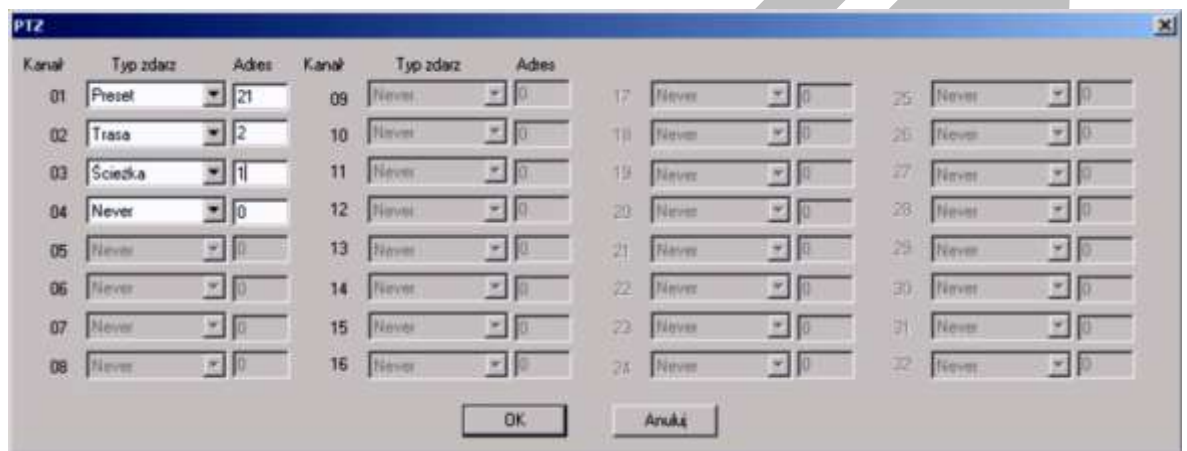 PTZ
Kanał Typ zdarz Adres Kanał Typ zdarz Adres
01 Preset 21 09 Never 0 17 Never 0 25 Never 0
02 Trasa 2 10 Never 0 18 Never 0 26 Never 0
03 Ścieżka 1 11 Never 0 19 Never 0 27 Never 0
04 Never 0 12 Never 0 20 Never 0 28 Never 0
05 Never 0 13 Never 0 21 Never 0 29 Never 0
06 Never 0 14 Never 0 22 Never 0 30 Never 0
07 Never 0 15 Never 0 23 Never 0 31 Never 0
08 Never 0 16 Never 0 24 Never 0 32 Never 0
OK Anuluj